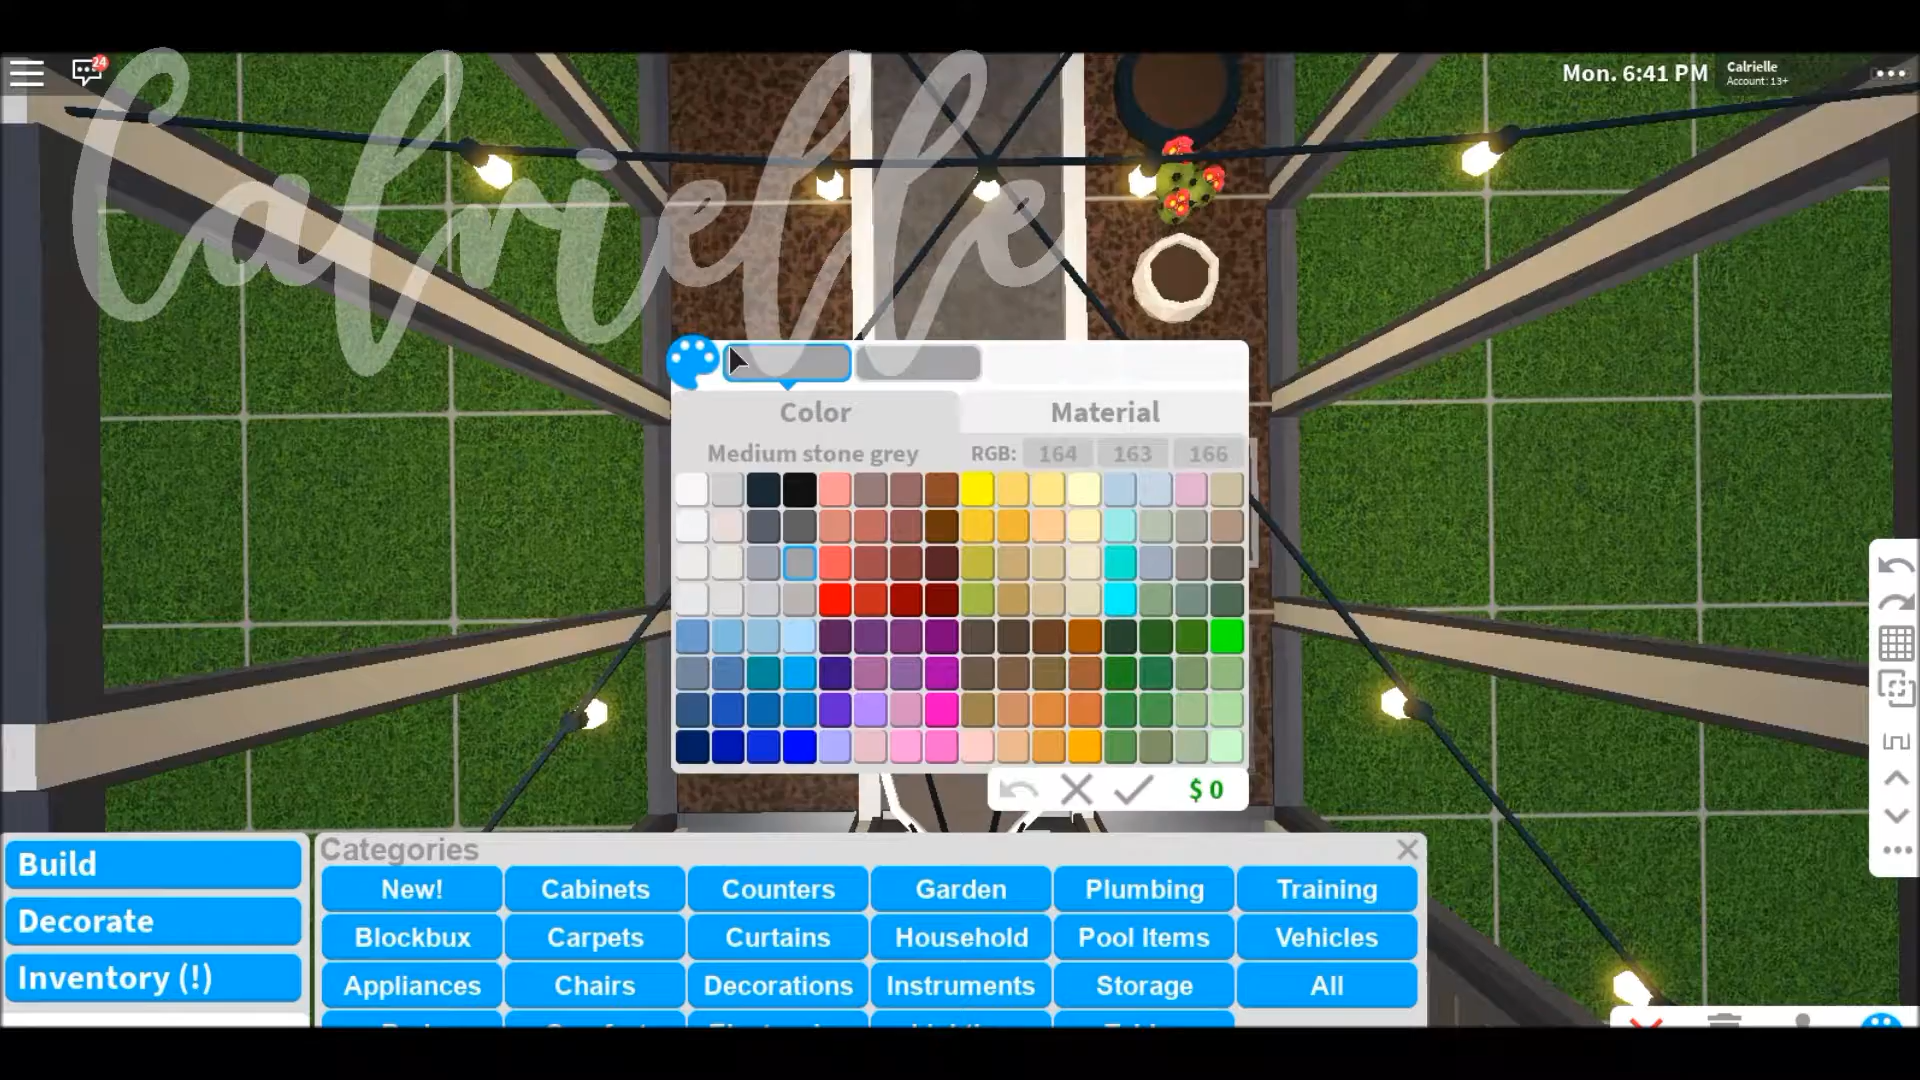 24
Mon. 6:41 PM
Calrielle
Account: 13+
Calrielle
Color
Material
Medium stone grey
RGB: 164 163 166
$ 0
Build
Decorate
Inventory (!)
Categories
New! Cabinets Counters Garden Plumbing Training
Blockbux Carpets Curtains Household Pool Items Vehicles
Appliances Chairs Decorations Instruments Storage All